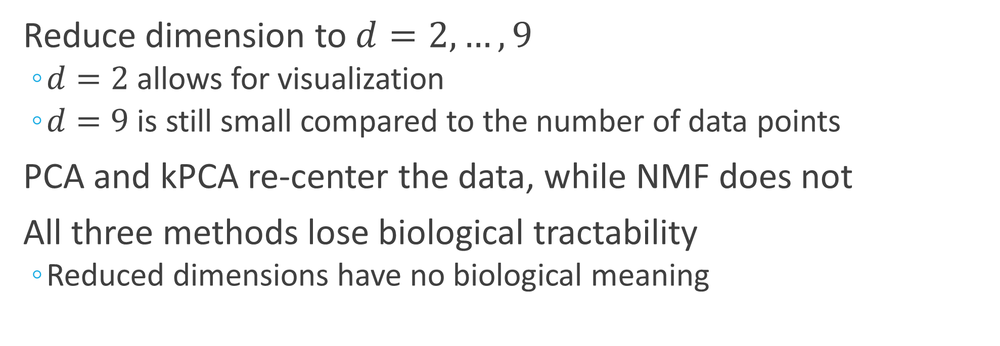 Reduce dimension to d = 2, … , 9
◦ d = 2 allows for visualization
◦ d = 9 is still small compared to the number of data points
PCA and kPCA re-center the data, while NMF does not
All three methods lose biological tractability
◦ Reduced dimensions have no biological meaning